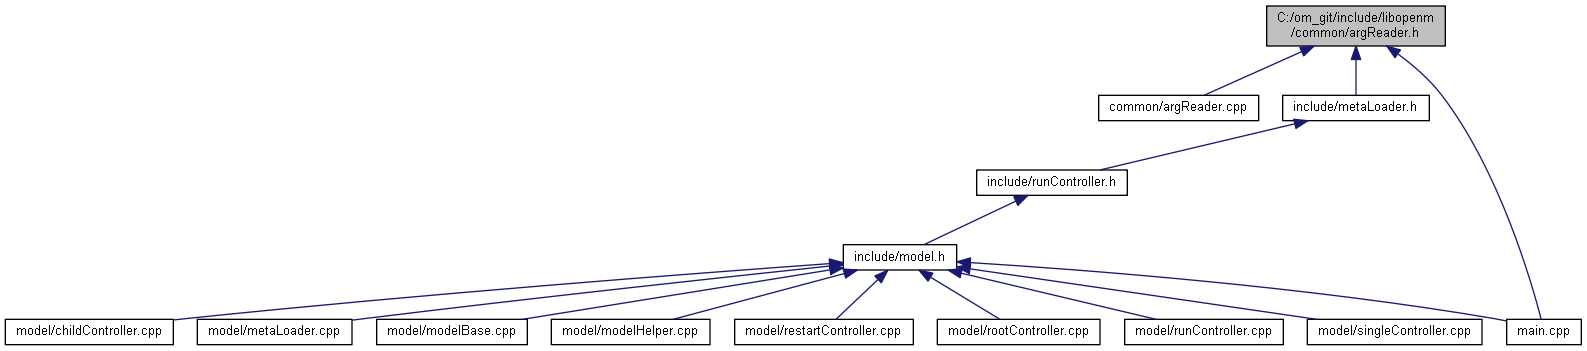 C:/om_git/include/libopenm
/common/argReader.h
common/argReader.cpp
include/metaLoader.h
include/runController.h
include/model.h
model/childController.cpp
model/metaLoader.cpp
model/modelBase.cpp
model/modelHelper.cpp
model/restartController.cpp
model/rootController.cpp
model/runController.cpp
model/singleController.cpp
main.cpp